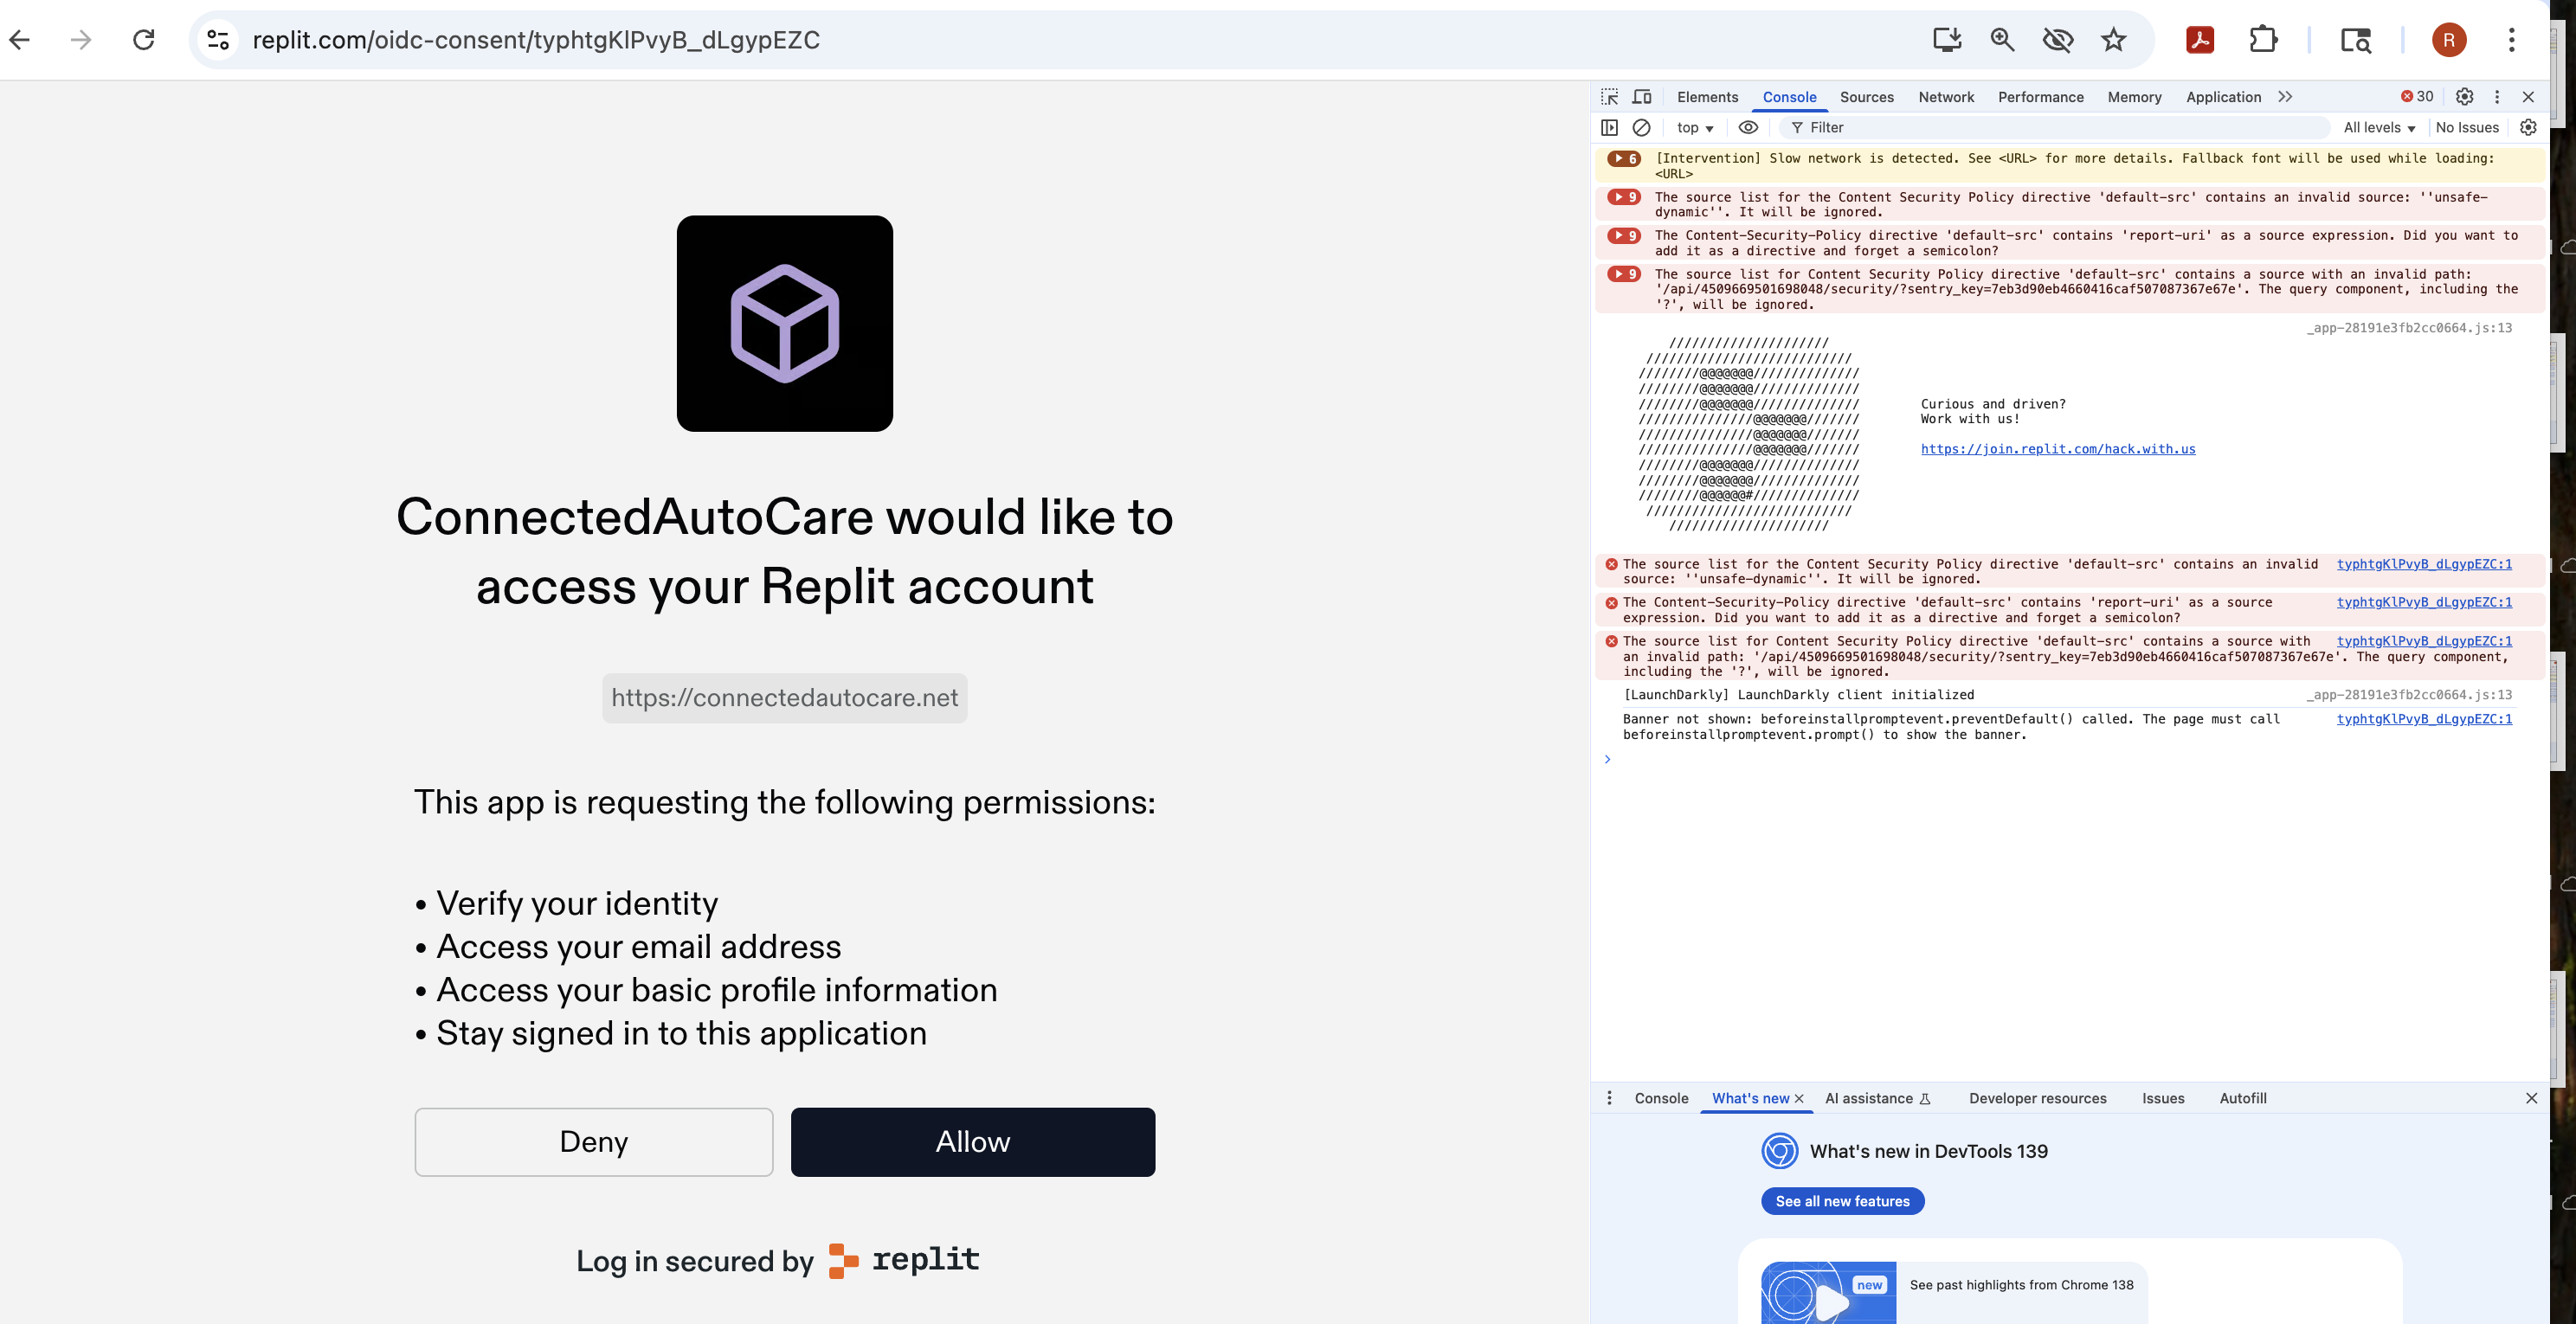 replit.com/oidc-consent/typhtgKlPvyB_dLgypEZC
R
ConnectedAutoCare would like to
access your Replit account
https://connectedautocare.net
This app is requesting the following permissions:
• Verify your identity
• Access your email address
• Access your basic profile information
• Stay signed in to this application
Deny
Allow
Log in secured by replit
Elements Console Sources Network Performance Memory Application 30
top Filter All levels No Issues
6 [Intervention] Slow network is detected. See <URL> for more details. Fallback font will be used while loading:
<URL>
9 The source list for the Content Security Policy directive 'default-src' contains an invalid source: ''unsafe-
dynamic''. It will be ignored.
9 The Content-Security-Policy directive 'default-src' contains 'report-uri' as a source expression. Did you want to
add it as a directive and forget a semicolon?
9 The source list for Content Security Policy directive 'default-src' contains a source with an invalid path:
'/api/4509669501698048/security/?sentry_key=7eb3d90eb4660416caf507087367e67e'. The query component, including the
'?', will be ignored.
_app-28191e3fb2cc0664.js:13
/////////////////////
///////////////////////////
////////@@@@@@@//////////////
////////@@@@@@@//////////////
////////@@@@@@@////////////// Curious and driven?
///////////////@@@@@@@/////// Work with us!
///////////////@@@@@@@///////
///////////////@@@@@@@/////// https://join.replit.com/hack.with.us
////////@@@@@@@//////////////
////////@@@@@@@//////////////
////////@@@@@@#//////////////
///////////////////////////
/////////////////////
The source list for the Content Security Policy directive 'default-src' contains an invalid typhtgKlPvyB_dLgypEZC:1
source: ''unsafe-dynamic''. It will be ignored.
The Content-Security-Policy directive 'default-src' contains 'report-uri' as a source typhtgKlPvyB_dLgypEZC:1
expression. Did you want to add it as a directive and forget a semicolon?
The source list for Content Security Policy directive 'default-src' contains a source with typhtgKlPvyB_dLgypEZC:1
an invalid path: '/api/4509669501698048/security/?sentry_key=7eb3d90eb4660416caf507087367e67e'. The query component,
including the '?', will be ignored.
[LaunchDarkly] LaunchDarkly client initialized _app-28191e3fb2cc0664.js:13
Banner not shown: beforeinstallpromptevent.preventDefault() called. The page must call typhtgKlPvyB_dLgypEZC:1
beforeinstallpromptevent.prompt() to show the banner.
Console What's new AI assistance Developer resources Issues Autofill
What's new in DevTools 139
See all new features
new
See past highlights from Chrome 138